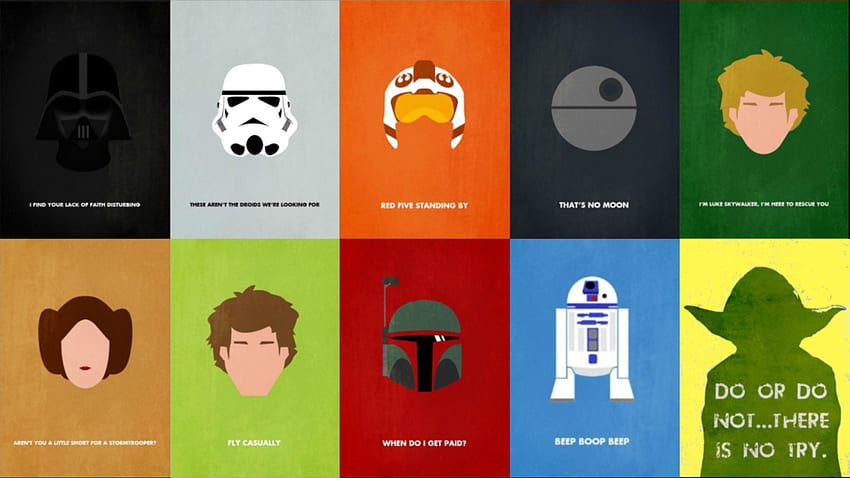 I FIND YOUR LACK OF FAITH DISTURBING
THESE AREN'T THE DROIDS WE'RE LOOKING FOR
RED FIVE STANDING BY
THAT'S NO MOON
I'M LUKE SKYWALKER, I'M HERE TO RESCUE YOU
AREN'T YOU A LITTLE SHORT FOR A STORMTROOPER?
FLY CASUALLY
WHEN DO I GET PAID?
BEEP BOOP BEEP
DO OR DO
NOT...THERE
IS NO TRY.